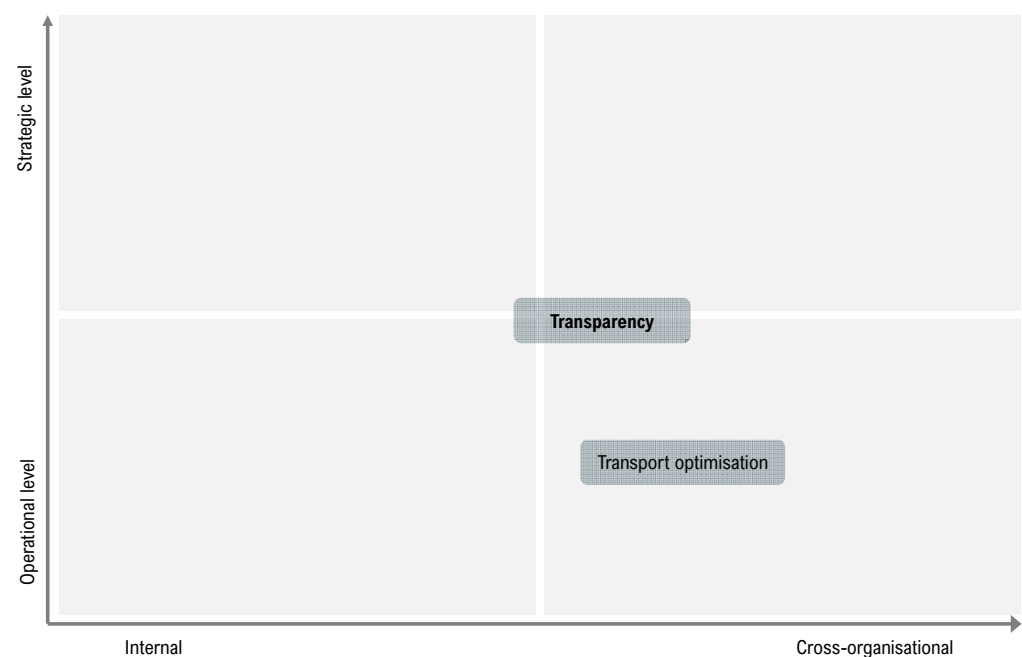 Strategic level
Transparency
Transport optimisation
Operational level
Internal
Cross-organisational